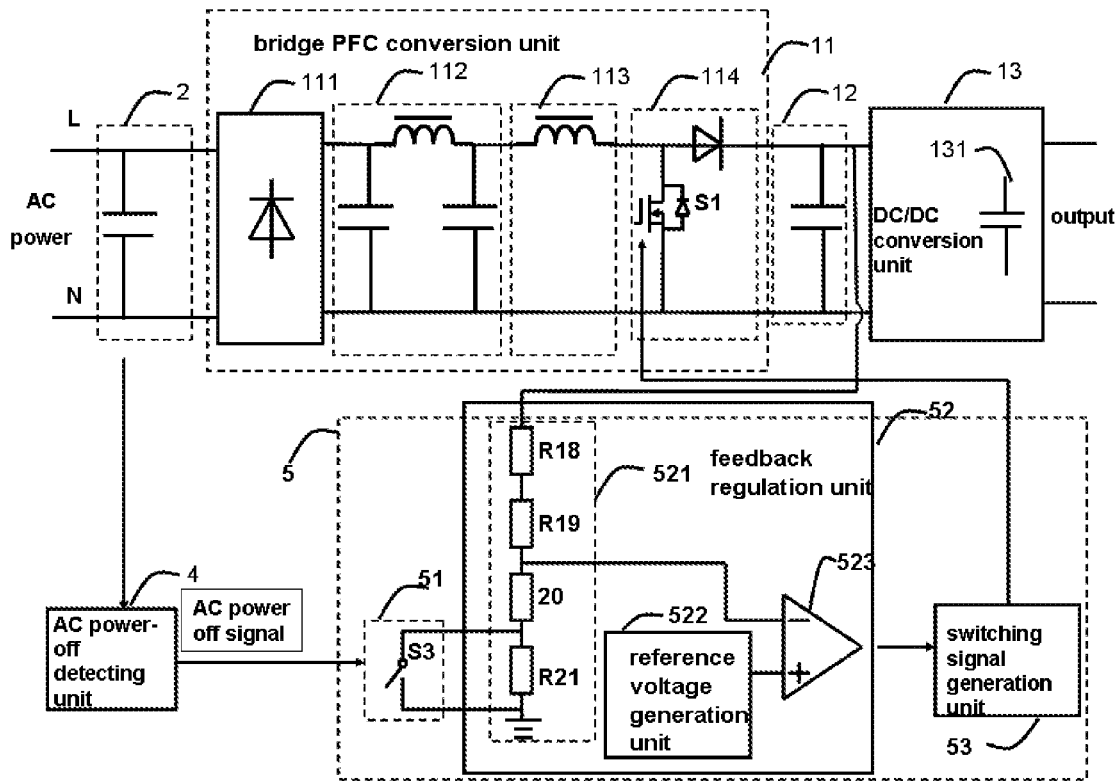 bridge PFC conversion unit
11
2
111
112
113
114
12
13
L
131
AC
power
S1
DC/DC
conversion
unit
output
N
52
5
R18
521
feedback
regulation unit
R19
4
51
523
AC power
off signal
20
522
AC power-
off
detecting
unit
S3
R21
reference
voltage
generation
unit
switching
signal
generation
unit
53